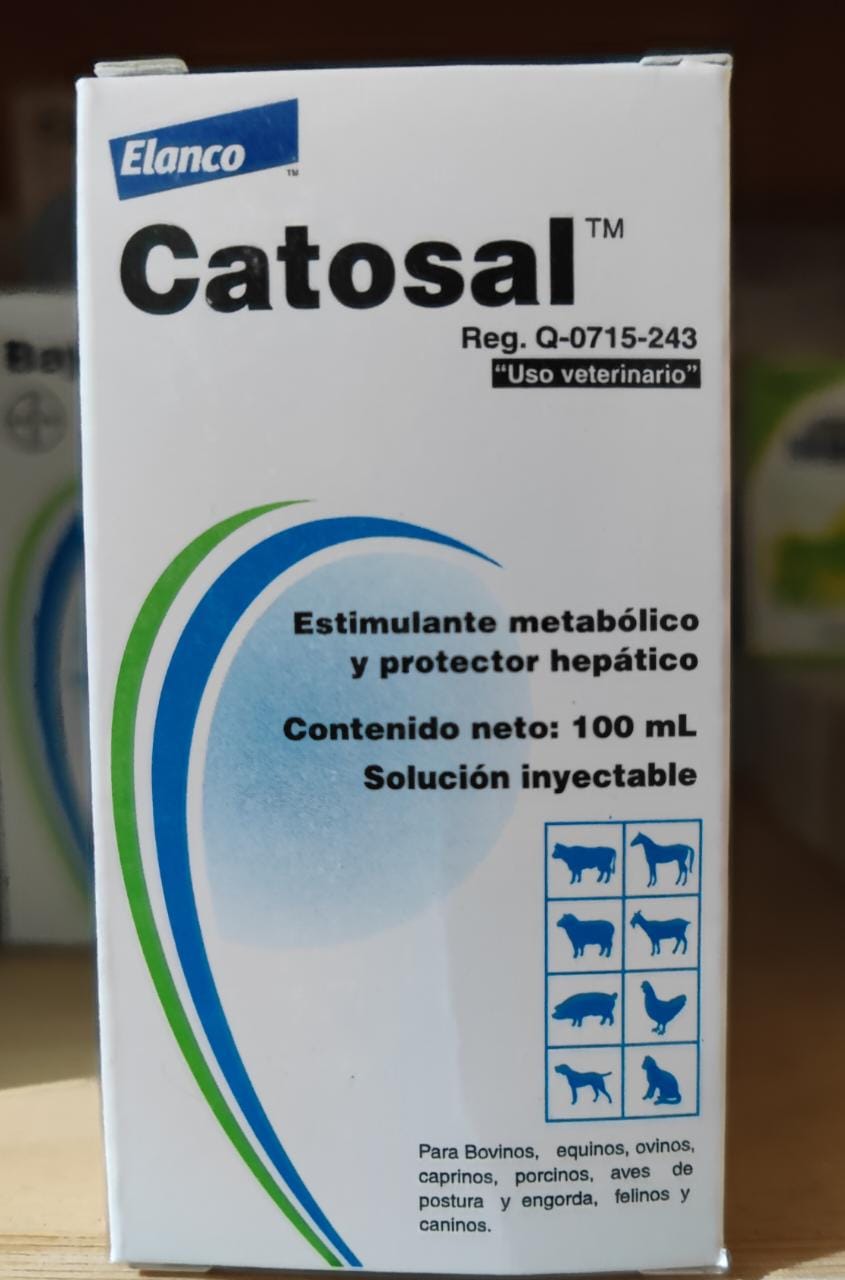 Elanco
TM
Catosal™
Reg. Q-0715-243
“Uso veterinario”
Estimulante metabólico
y protector hepático
Contenido neto: 100 mL
Solución inyectable
Para Bovinos, equinos, ovinos,
caprinos, porcinos, aves de
postura y engorda, felinos y
caninos.